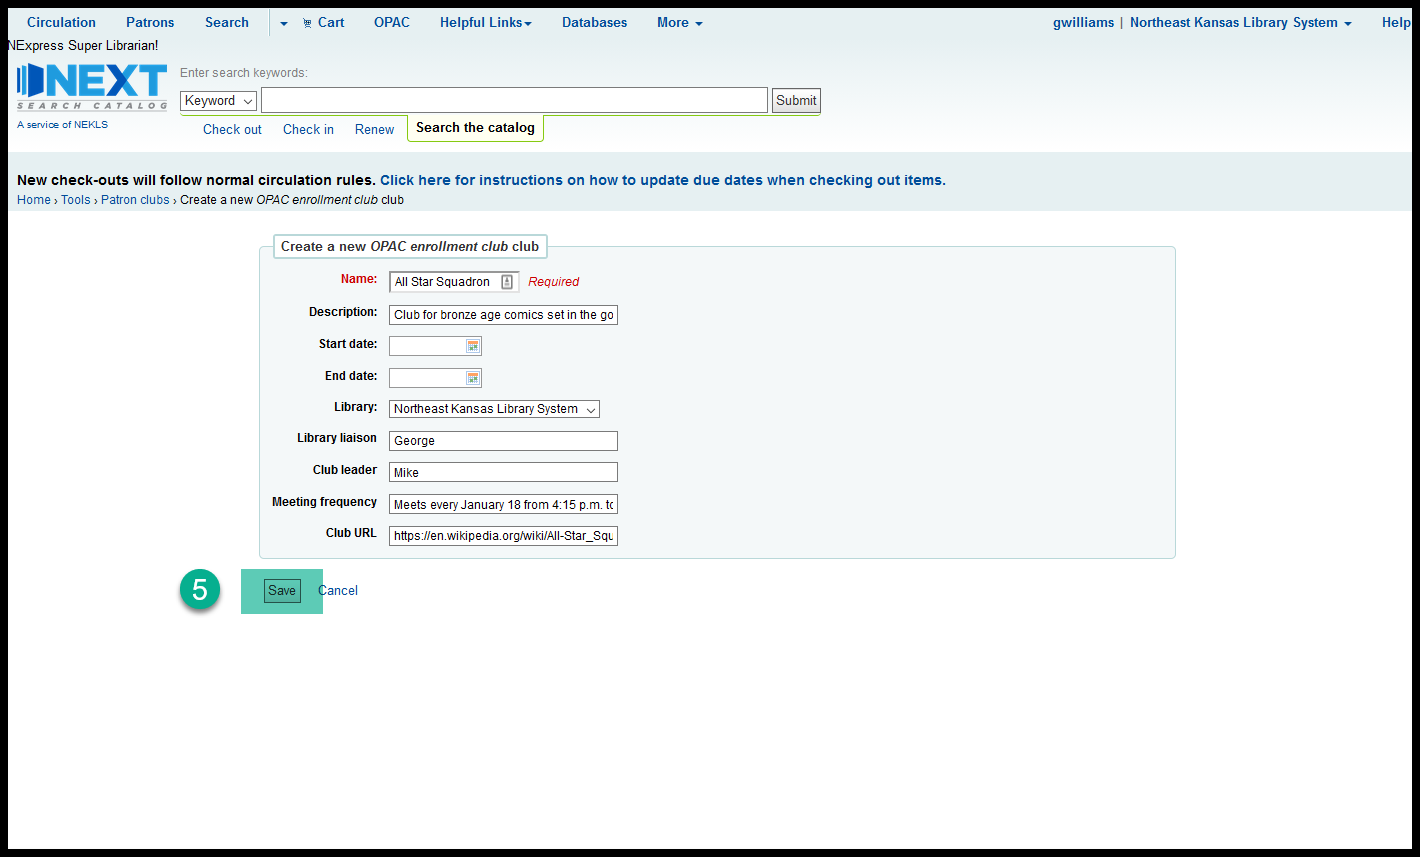 Circulation Patrons Search Cart OPAC Helpful Links Databases More gwilliams | Northeast Kansas Library System Help
NExpress Super Librarian!
NEXT
SEARCH CATALOG
A service of NEKLS
Enter search keywords:
Keyword Submit
Check out Check in Renew Search the catalog
New check-outs will follow normal circulation rules. Click here for instructions on how to update due dates when checking out items.
Home › Tools › Patron clubs › Create a new OPAC enrollment club club
Create a new OPAC enrollment club club
Name: All Star Squadron Required
Description: Club for bronze age comics set in the go
Start date:
End date:
Library: Northeast Kansas Library System
Library liaison George
Club leader Mike
Meeting frequency Meets every January 18 from 4:15 p.m. to
Club URL https://en.wikipedia.org/wiki/All-Star_Squ
5 Save Cancel